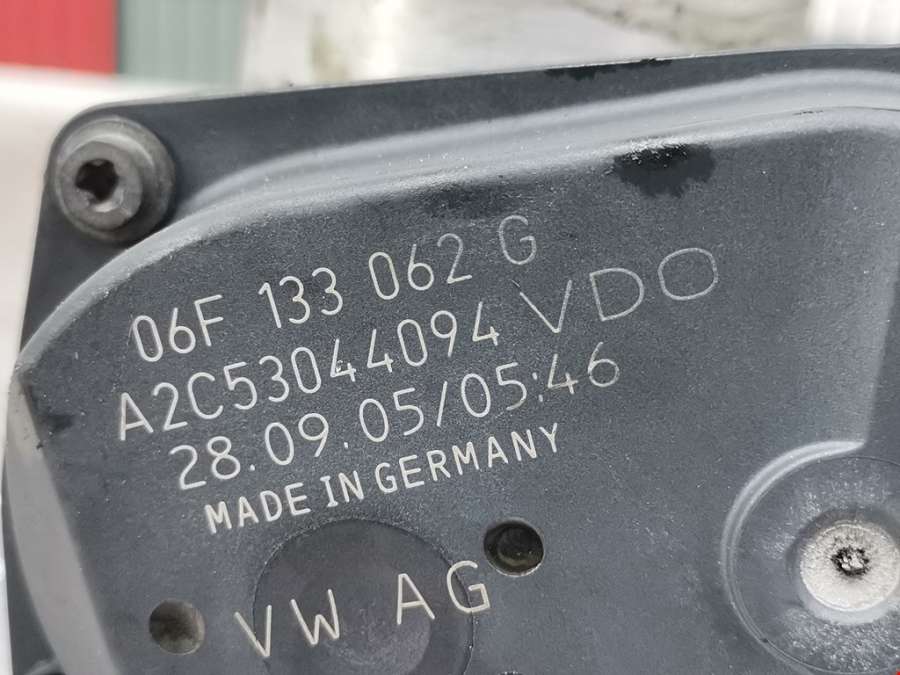 06F 133 062 G
A2C53044094 VDO
28.09.05/05:46
MADE IN GERMANY
VW AG